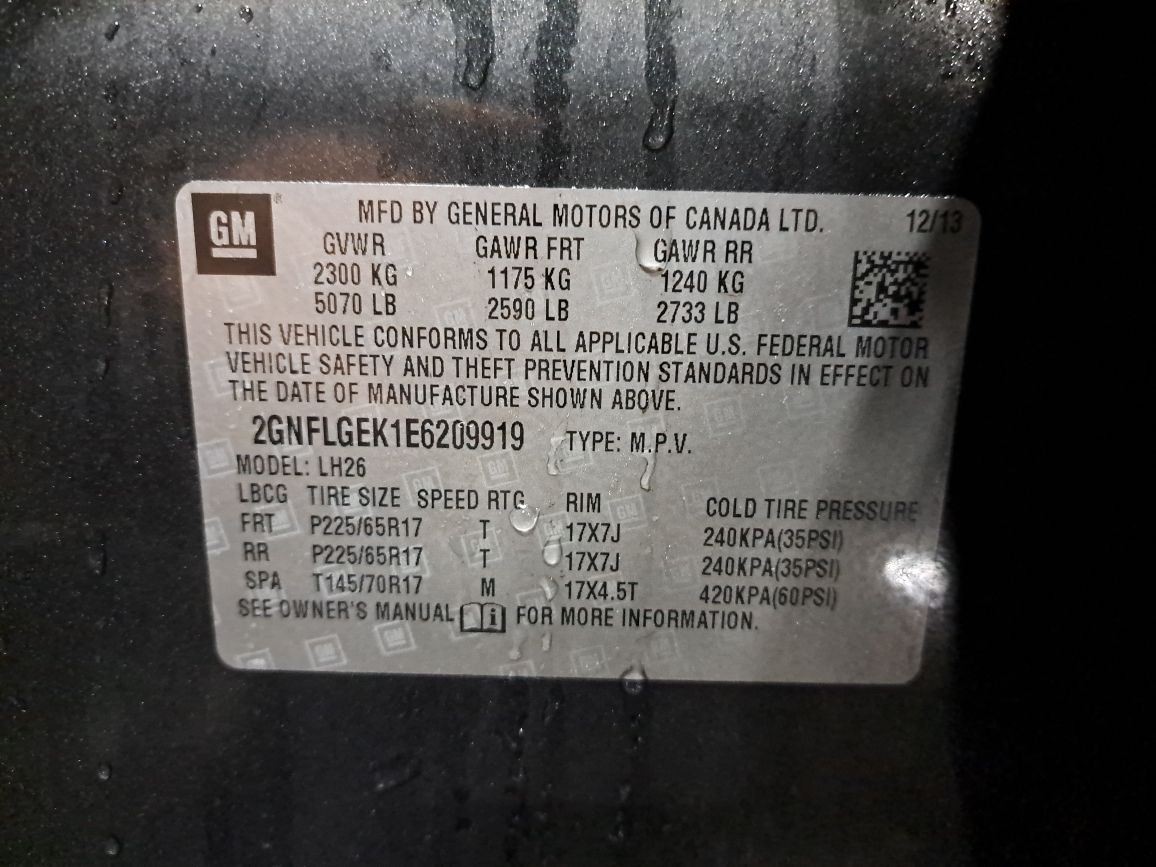 GM ® MFD BY GENERAL MOTORS OF CANADA LTD. 12/13
GVWR GAWR FRT GAWR RR
2300 KG 1175 KG 1240 KG
5070 LB 2590 LB 2733 LB
THIS VEHICLE CONFORMS TO ALL APPLICABLE U.S. FEDERAL MOTOR
VEHICLE SAFETY AND THEFT PREVENTION STANDARDS IN EFFECT ON
THE DATE OF MANUFACTURE SHOWN ABOVE.
2GNFLGEK1E6209919 TYPE: M.P.V.
MODEL: LH26
LBCG TIRE SIZE SPEED RTG RIM COLD TIRE PRESSURE
FRT P225/65R17 T 17X7J 240KPA(35PSI)
RR P225/65R17 T 17X7J 240KPA(35PSI)
SPA T145/70R17 M 17X4.5T 420KPA(60PSI)
SEE OWNER'S MANUAL i FOR MORE INFORMATION.